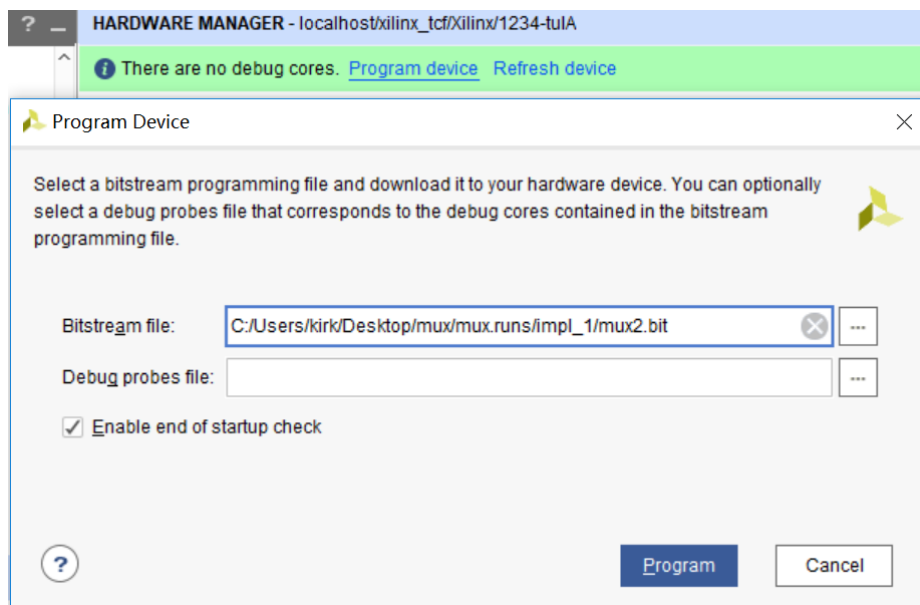 ? _ HARDWARE MANAGER - localhost/xilinx_tcf/Xilinx/1234-tulA
i There are no debug cores. Program device Refresh device
Program Device
Select a bitstream programming file and download it to your hardware device. You can optionally
select a debug probes file that corresponds to the debug cores contained in the bitstream
programming file.
Bitstream file: C:/Users/kirk/Desktop/mux/mux.runs/impl_1/mux2.bit ...
Debug probes file: ...
Enable end of startup check
? Program Cancel